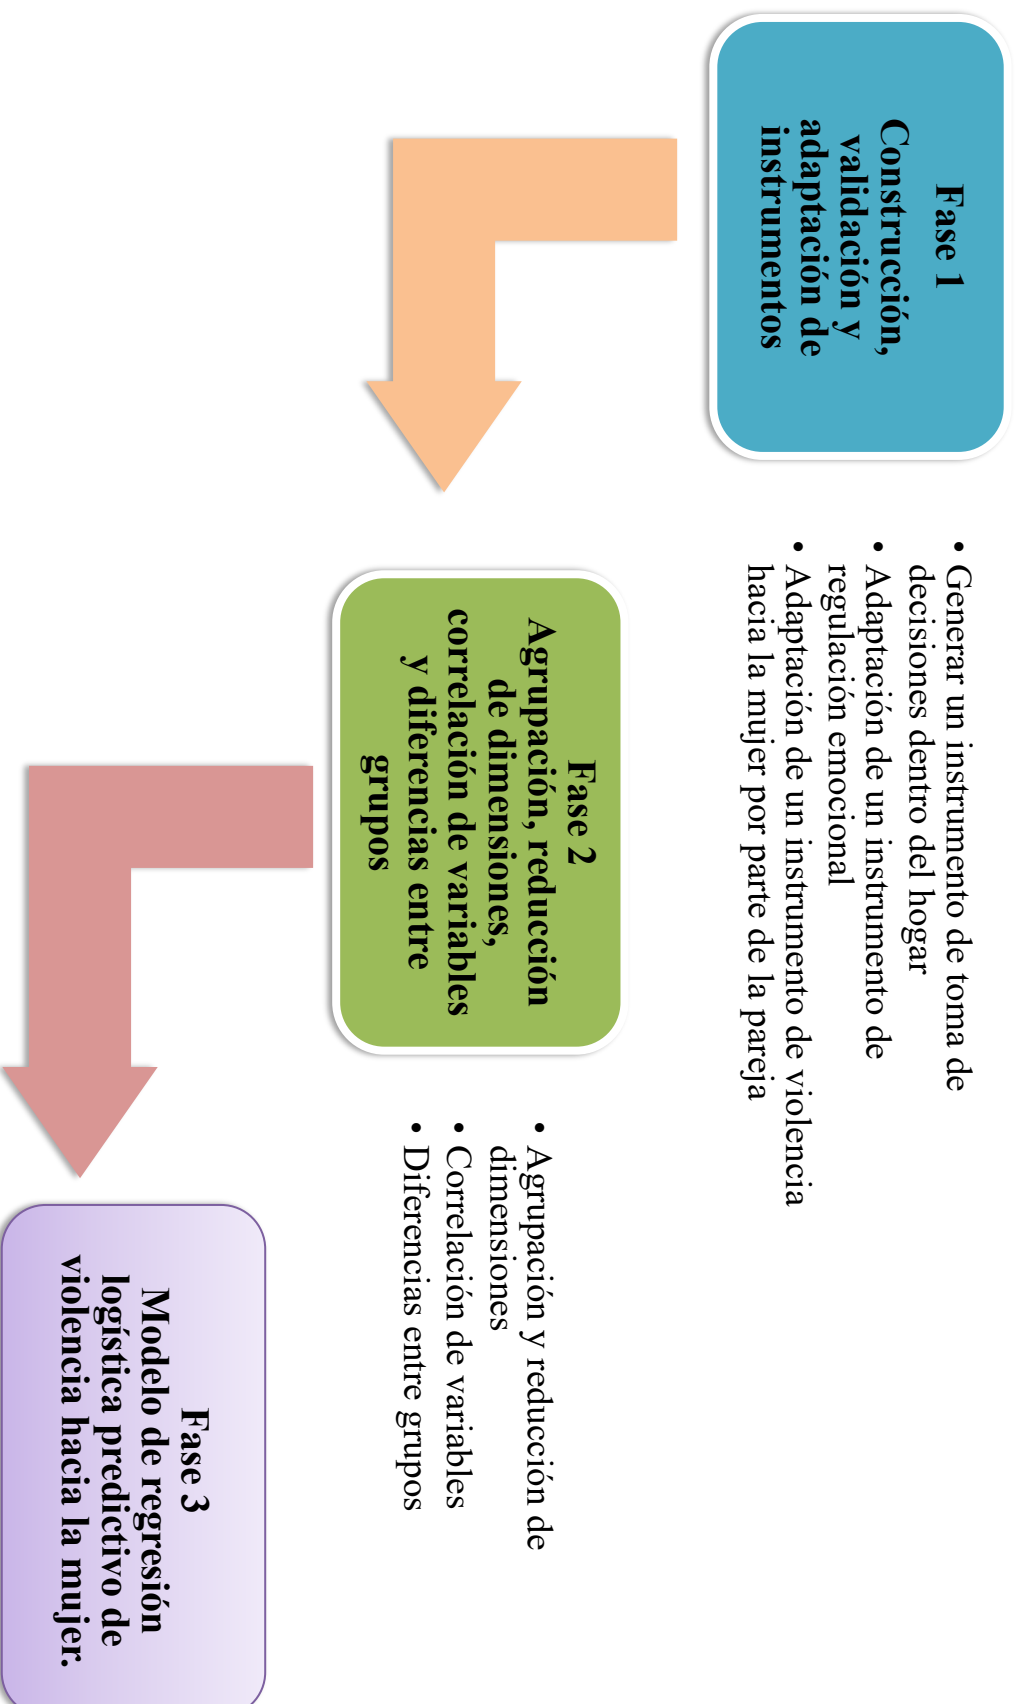 Fase 1
Construcción,
validación y
adaptación de
instrumentos
• Generar un instrumento de toma de
decisiones dentro del hogar
• Adaptación de un instrumento de
regulación emocional
• Adaptación de un instrumento de violencia
hacia la mujer por parte de la pareja
Fase 2
Agrupación, reducción
de dimensiones,
correlación de variables
y diferencias entre
grupos
• Agrupación y reducción de
dimensiones
• Correlación de variables
• Diferencias entre grupos
Fase 3
Modelo de regresión
logística predictivo de
violencia hacia la mujer.